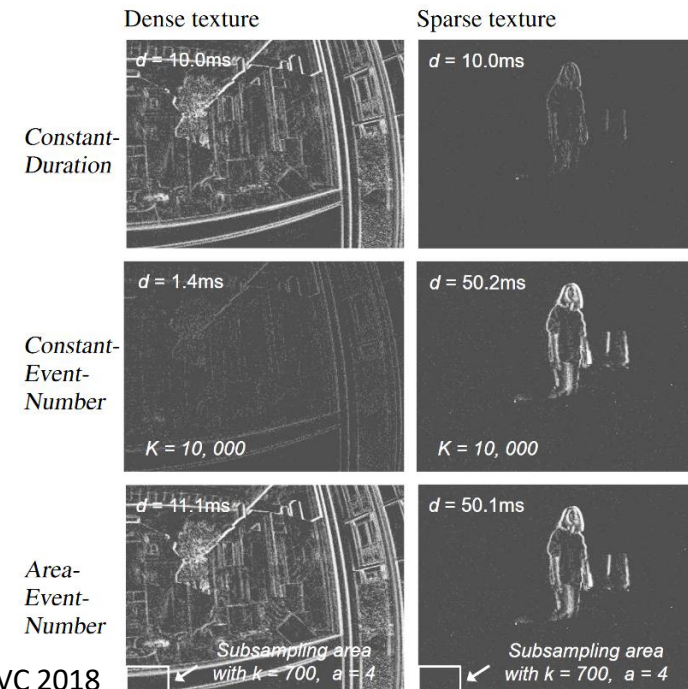 Dense texture Sparse texture
Constant-
Duration
d = 10.0ms
d = 10.0ms
Constant-
Event-
Number
d = 1.4ms
K = 10, 000
d = 50.2ms
K = 10, 000
Area-
Event-
Number
d = 11.1ms
Subsampling area
with k = 700, a = 4
d = 50.1ms
Subsampling area
with k = 700, a = 4
VC 2018